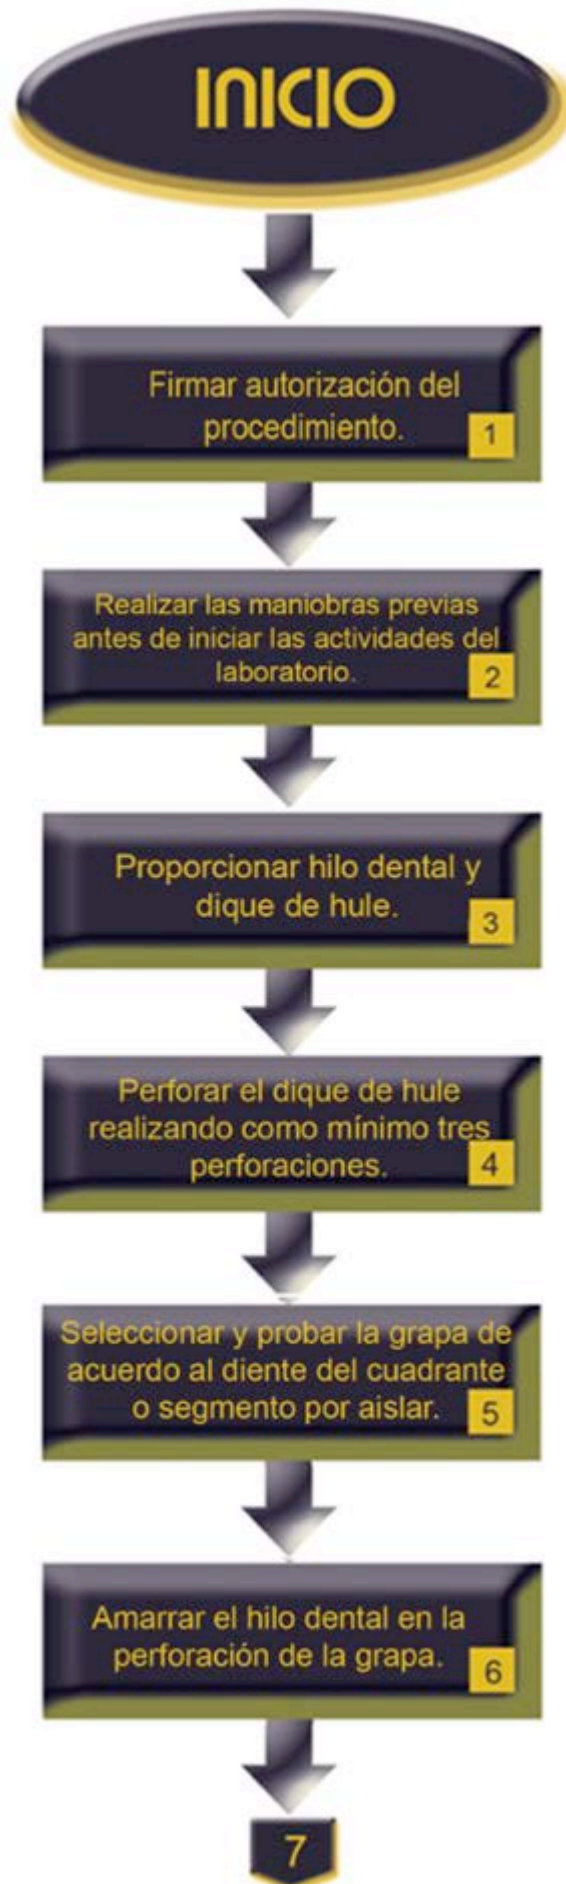 INICIO
Firmar autorización del
procedimiento.
1
Realizar las maniobras previas
antes de iniciar las actividades del
laboratorio.
2
Proporcionar hilo dental y
dique de hule.
3
Perforar el dique de hule
realizando como mínimo tres
perforaciones.
4
Seleccionar y probar la grapa de
acuerdo al diente del cuadrante
o segmento por aislar.
5
Amarrar el hilo dental en la
perforación de la grapa.
6
7